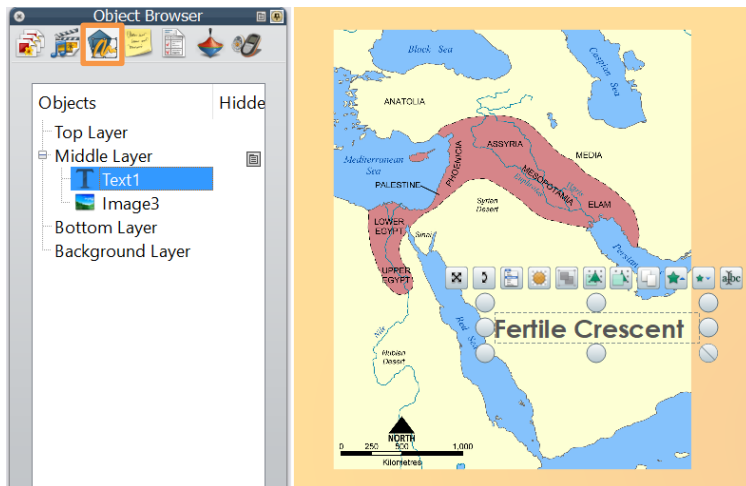 Object Browser
Objects
Hidde
Top Layer
Middle Layer
T Text1
Image3
Bottom Layer
Background Layer
Black Sea
Caspian Sea
ANATOLIA
Mediterranean
Sea
PHOENICIA
ASSYRIA
MEDIA
PALESTINE
MESOPOTAMIA
Tigris
Euphrates
ELAM
Syrian
Desert
LOWER
EGYPT
Sinai
Persian
UPPER
EGYPT
abc
Fertile Crescent
Red Sea
Nile
Nubian
Desert
NORTH
0 250 500 1,000
Kilometres